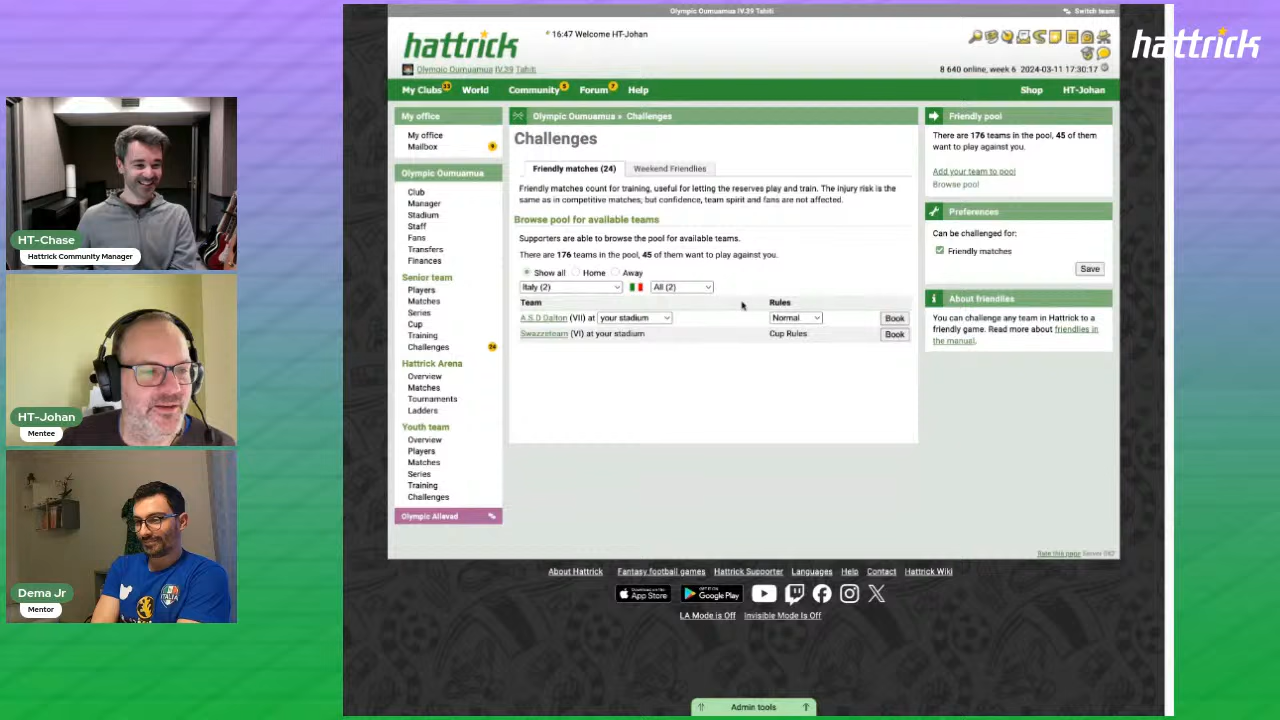 hattrick
HT-Chase
Hattrick Community Manager
HT-Johan
Mentee
Dema Jr
Mentor
Olympic Oumuamua IV.39 Tahiti
Switch team
hattrick
16:47 Welcome HT-Johan
Olympic Oumuamua IV.39 Tahiti
8 640 online, week 6 2024-03-11 17:30:17
My Clubs
World
Community
Forum
Help
Shop
HT-Johan
My office
My office
Mailbox
Olympic Oumuamua
Club
Manager
Stadium
Staff
Fans
Transfers
Finances
Senior team
Players
Matches
Series
Cup
Training
Challenges
Hattrick Arena
Overview
Matches
Tournaments
Ladders
Youth team
Overview
Players
Matches
Series
Training
Challenges
Olympic Allevad
Olympic Oumuamua » Challenges
Challenges
Friendly matches (24)
Weekend Friendlies
Friendly matches count for training, useful for letting the reserves play and train. The injury risk is the
same as in competitive matches; but confidence, team spirit and fans are not affected.
Browse pool for available teams
Supporters are able to browse the pool for available teams.
There are 176 teams in the pool, 45 of them want to play against you.
Show all Home Away
Italy (2) All (2)
Team Rules
A.S.D Dalton (VII) at your stadium Normal Book
Swazzoteam (VI) at your stadium Cup Rules Book
Friendly pool
There are 176 teams in the pool, 45 of them
want to play against you.
Add your team to pool
Browse pool
Preferences
Can be challenged for:
Friendly matches
Save
About friendlies
You can challenge any team in Hattrick to a
friendly game. Read more about friendlies in
the manual.
Rate this page
About Hattrick Fantasy football games Hattrick Supporter Languages Help Contact Hattrick Wiki
App Store
Google Play
LA Mode is Off Invisible Mode Is Off
Admin tools